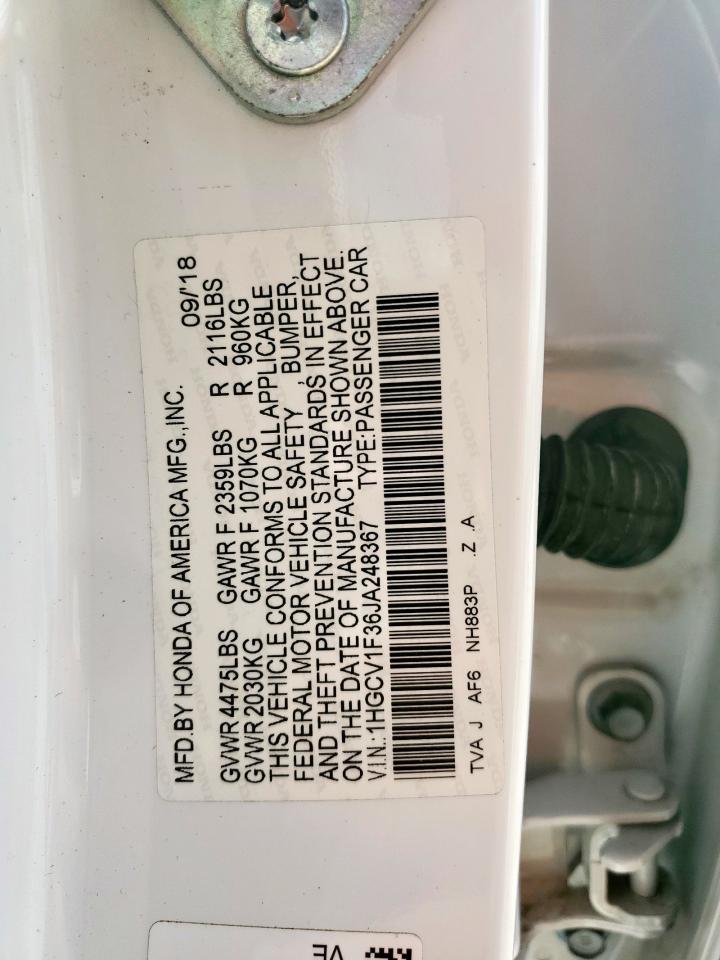 MFD.BY HONDA OF AMERICA MFG.,INC. 09/'18
GVWR 4475LBS GAWR F 2359LBS R 2116LBS
GVWR 2030KG GAWR F 1070KG R 960KG
THIS VEHICLE CONFORMS TO ALL APPLICABLE
FEDERAL MOTOR VEHICLE SAFETY , BUMPER,
AND THEFT PREVENTION STANDARDS IN EFFECT
ON THE DATE OF MANUFACTURE SHOWN ABOVE.
V.I.N.:1HGCV1F36JA248367 TYPE:PASSENGER CAR
TVA J AF6 NH883P .Z .A
VE